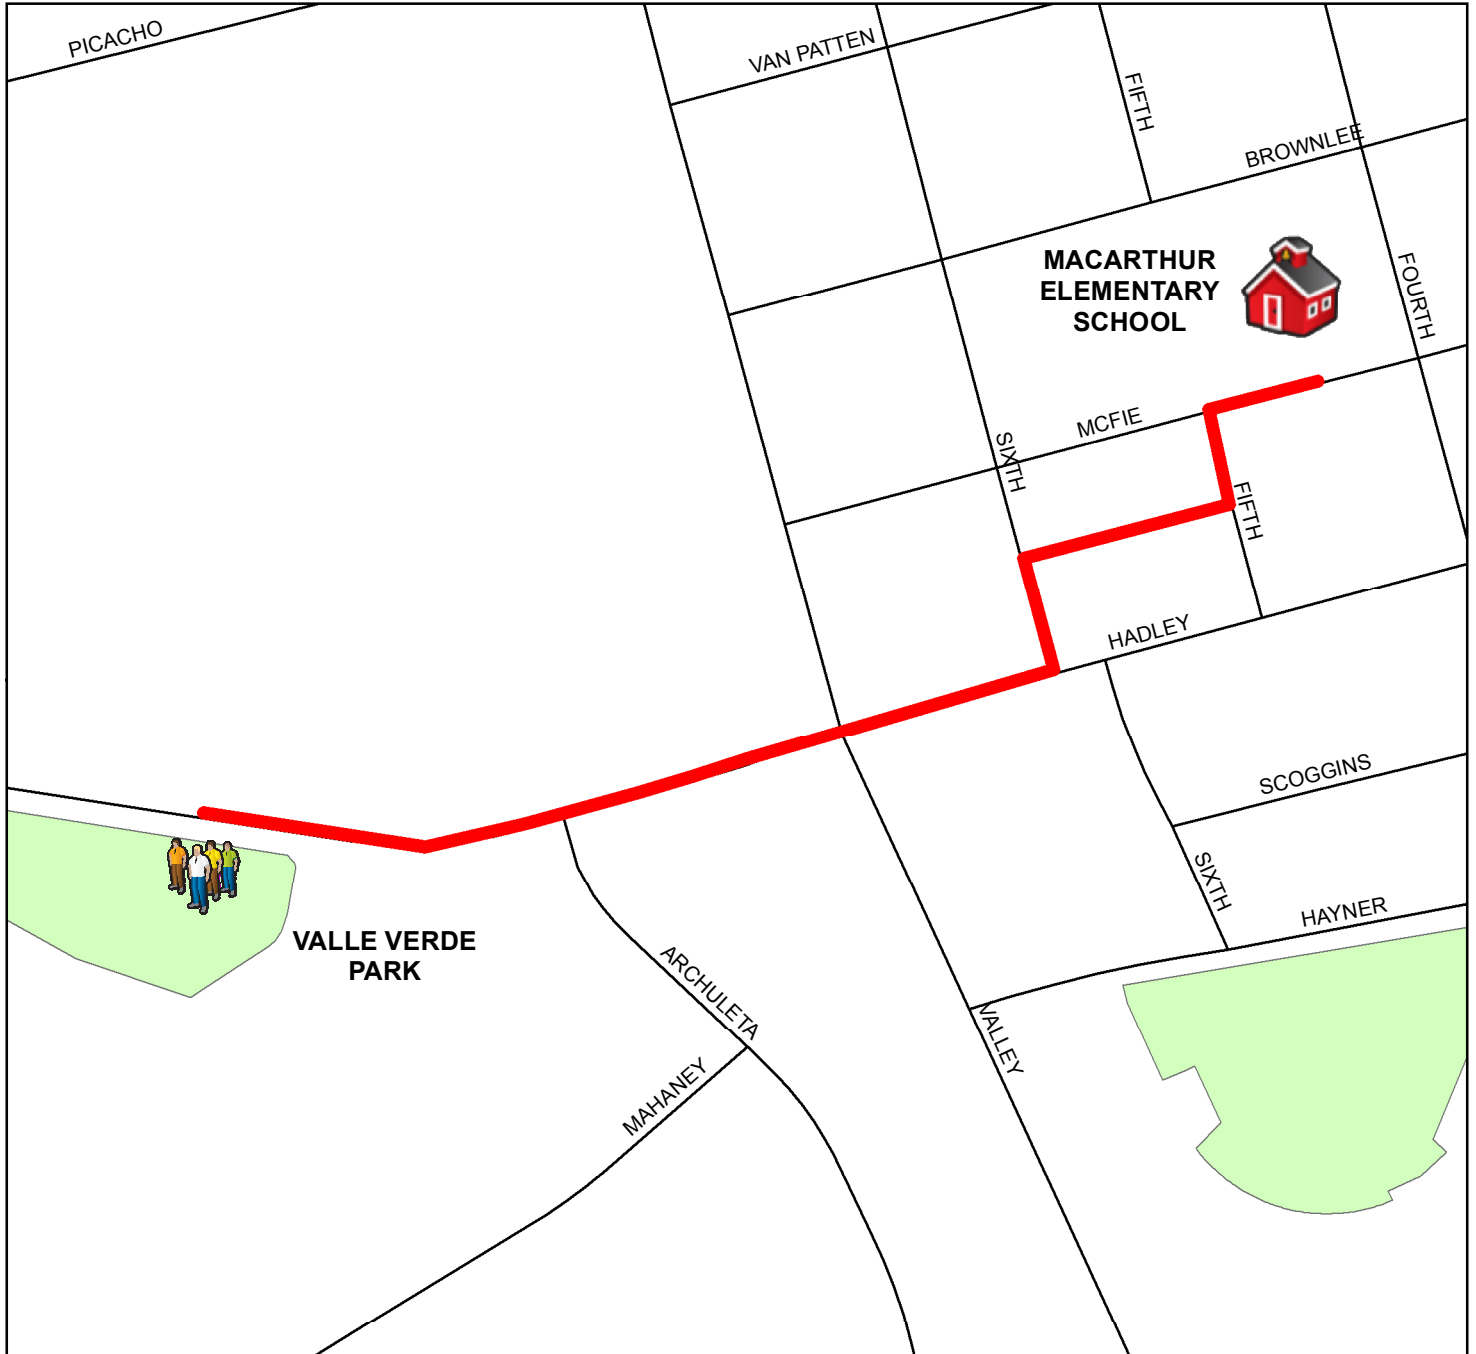 PICACHO
VAN PATTEN
FIFTH
BROWNLEE
MACARTHUR
ELEMENTARY
SCHOOL
FOURTH
MCFIE
SIXTH
FIFTH
HADLEY
SCOGGINS
SIXTH
HAYNER
VALLE VERDE
PARK
ARCHULETA
VALLEY
MAHANEY